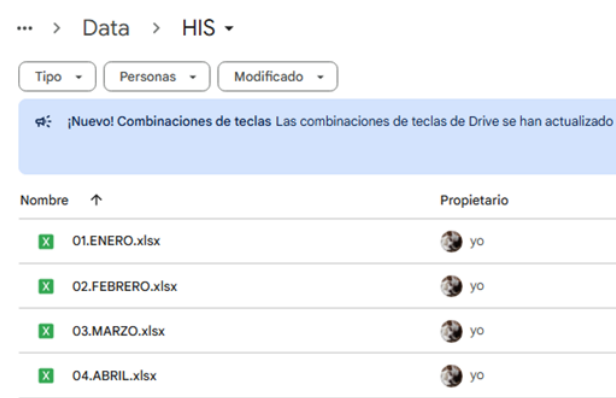 ... > Data > HIS
Tipo Personas Modificado
¡Nuevo! Combinaciones de teclas Las combinaciones de teclas de Drive se han actualizado
Nombre ↑ Propietario
X 01.ENERO.xlsx yo
X 02.FEBRERO.xlsx yo
X 03.MARZO.xlsx yo
X 04.ABRIL.xlsx yo